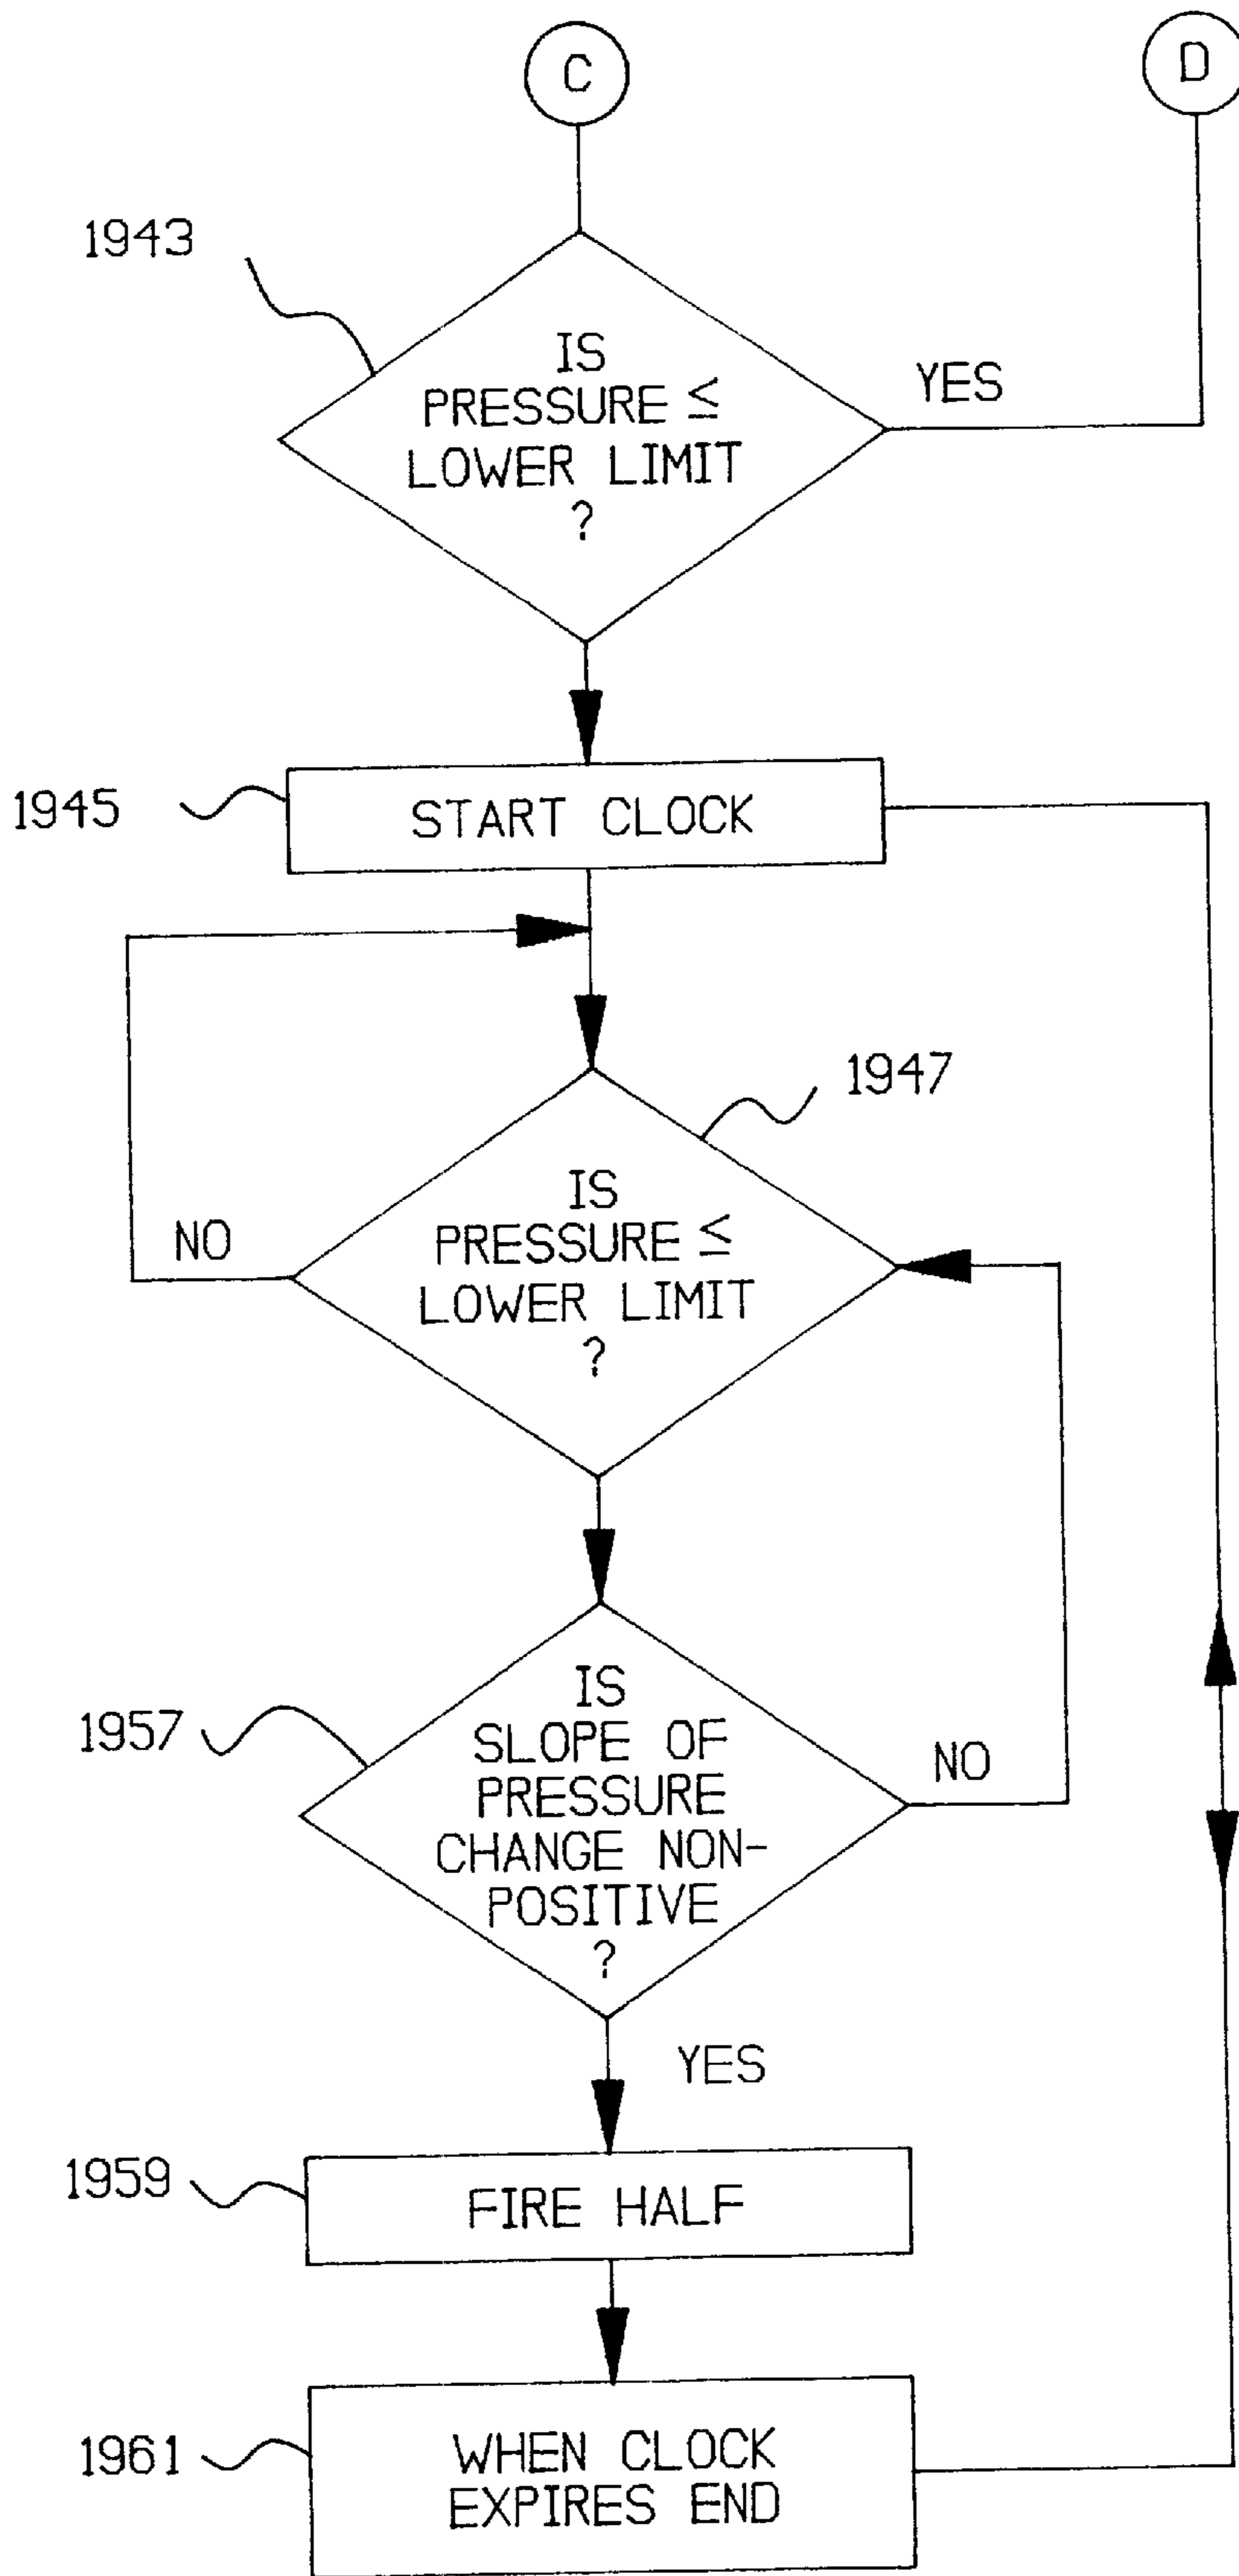 C
D
1943
IS
PRESSURE ≤
LOWER LIMIT
?
YES
1945
START CLOCK
1947
IS
PRESSURE ≤
LOWER LIMIT
?
NO
1957
IS
SLOPE OF
PRESSURE
CHANGE NON-
POSITIVE
?
NO
YES
1959
FIRE HALF
1961
WHEN CLOCK
EXPIRES END